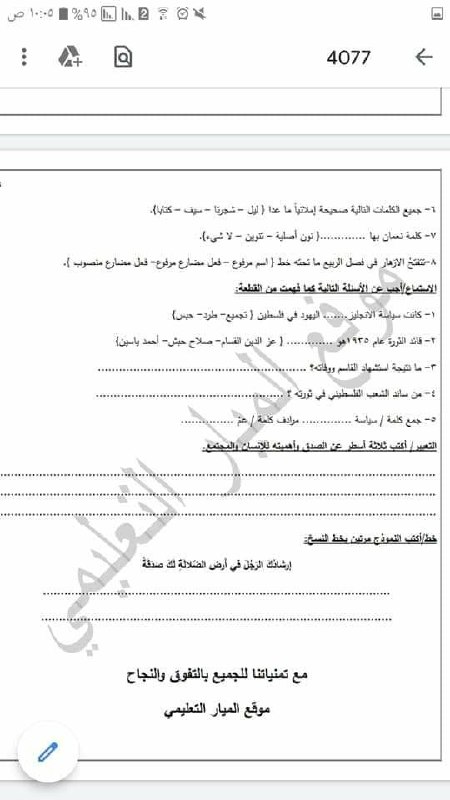 ١٠:٠٥ ص ٩٥%
4077
٦- جميع الكلمات التالية صحيحة إملائياً ما عدا { ليل – شجرتا – سيف – كتابا}.
٧- كلمة نعمان بها .............{ نون أصلية – تنوين – لا شيء}.
٨-تتفتحُ الازهار في فصل الربيع ما تحته خط { اسم مرفوع – فعل مضارع مرفوع- فعل مضارع منصوب }.
الاستماع/أجب عن الأسئلة التالية كما فهمت من القطعة:
١- كانت سياسة الانجليز....... اليهود في فلسطين { تجميع- طرد- حبس}
٢- قائد الثورة عام ١٩٣٥هو ............. { عز الدين القسام- صلاح حبش- أحمد ياسين}
٣- ما نتيجة استشهاد القاسم ووفاته؟ ..................................................
٤- من ساند الشعب الفلسطيني في ثورته ؟ ..................................................
٥- جمع كلمة / سياسة .............. مرادف كلمة / عمّ ...............
التعبير/ أكتب ثلاثة أسطر عن الصدق وأهميته للإنسان والمجتمع.
خط/أكتب النموذج مرتين بخط النسخ:
إرشادُك الرَجُل في أرض الضلالةِ لكَ صدقةٌ
مع تمنياتنا للجميع بالتفوق والنجاح
موقع الميار التعليمي
موقع الميار التعليمي